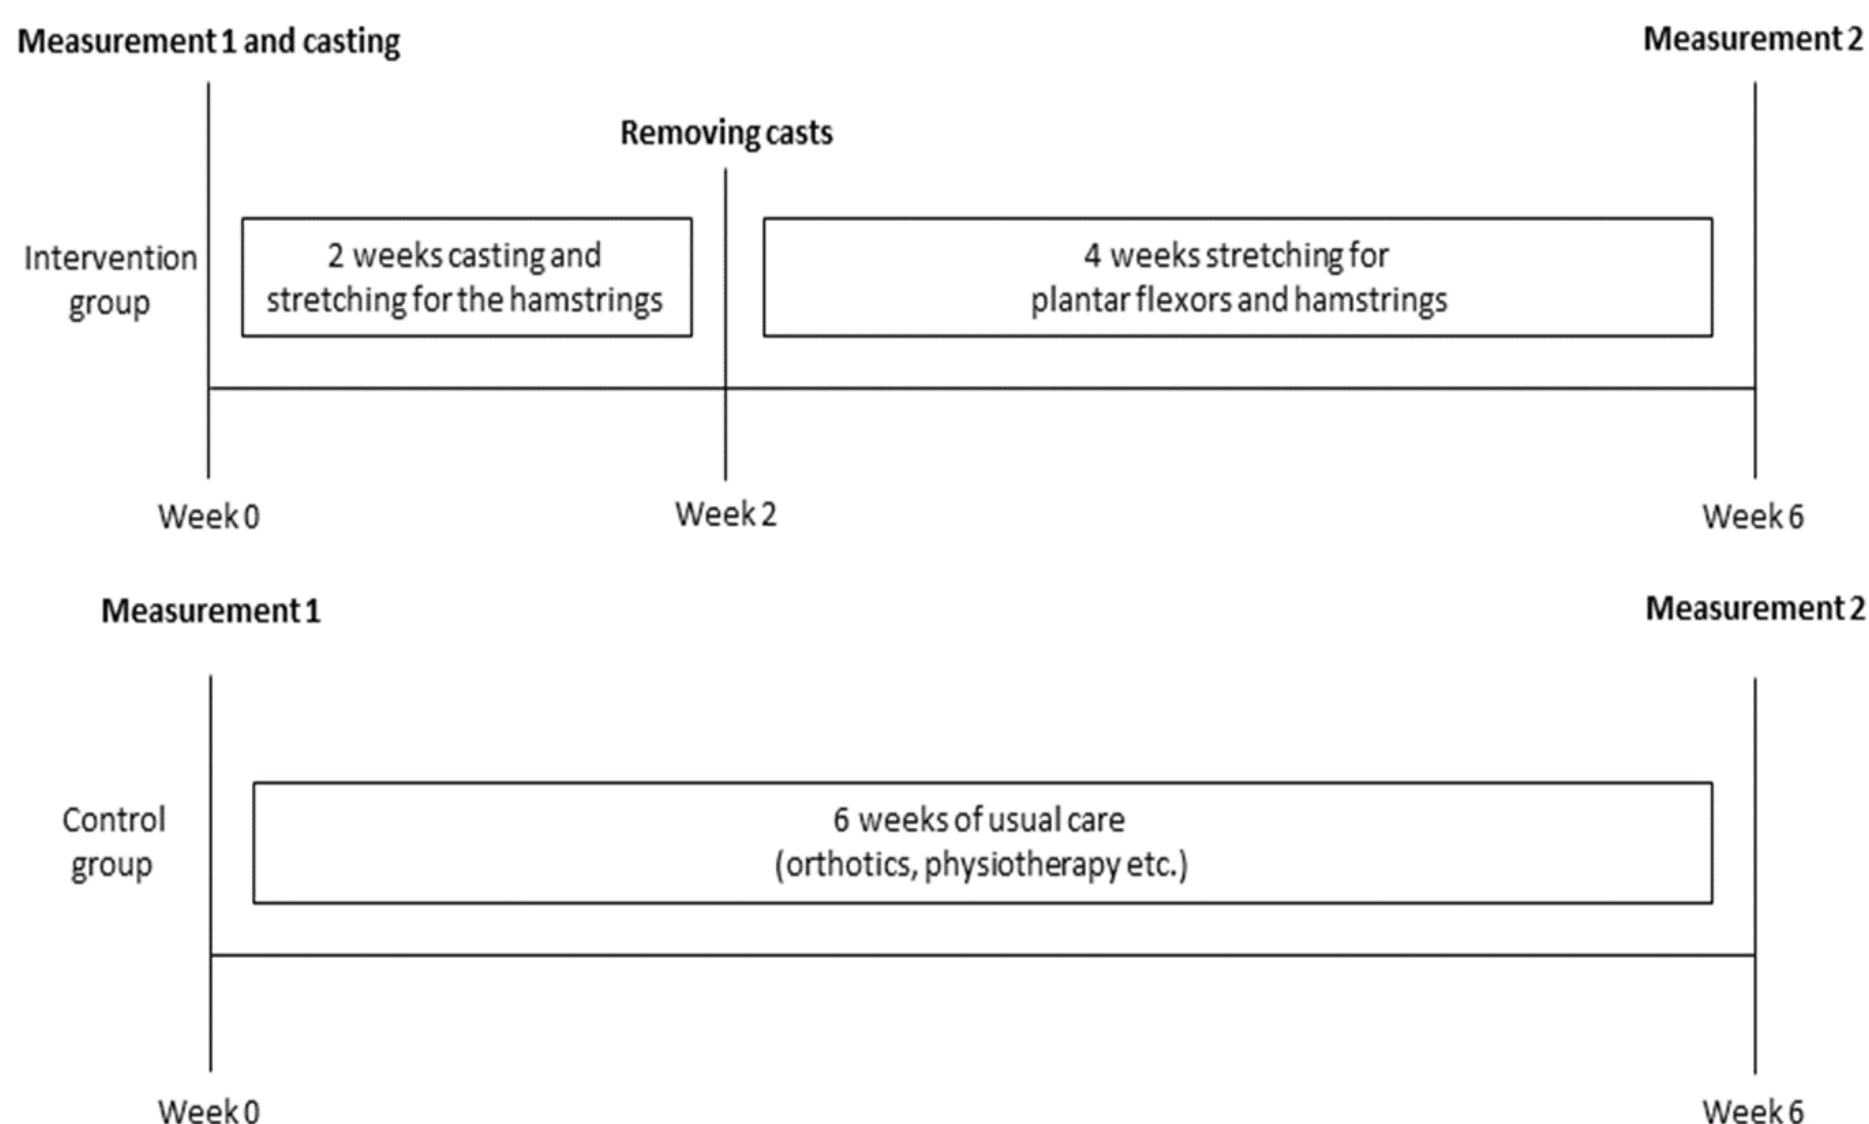 Measurement 1 and casting
Measurement 2
Removing casts
Intervention
group
2 weeks casting and
stretching for the hamstrings
4 weeks stretching for
plantar flexors and hamstrings
Week 0
Week 2
Week 6
Measurement 1
Measurement 2
Control
group
6 weeks of usual care
(orthotics, physiotherapy etc.)
Week 0
Week 6